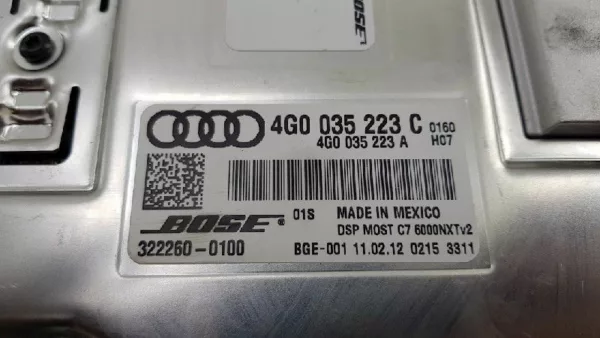 BOSE
4G0 035 223 C 0160
4G0 035 223 A H07
BOSE® 01S MADE IN MEXICO
DSP MOST C7 6000NXTv2
322260-0100 BGE-001 11.02.12 0215 3311